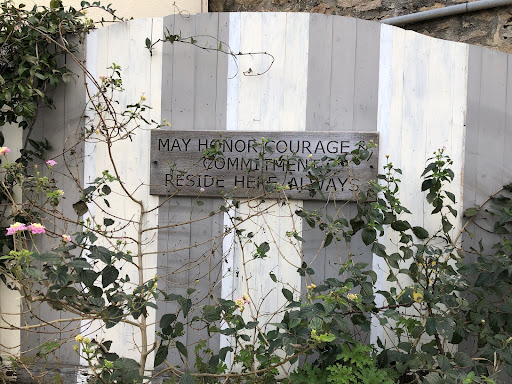 MAY HONOR COURAGE &
COMMITMENT
RESIDE HERE ALWAYS